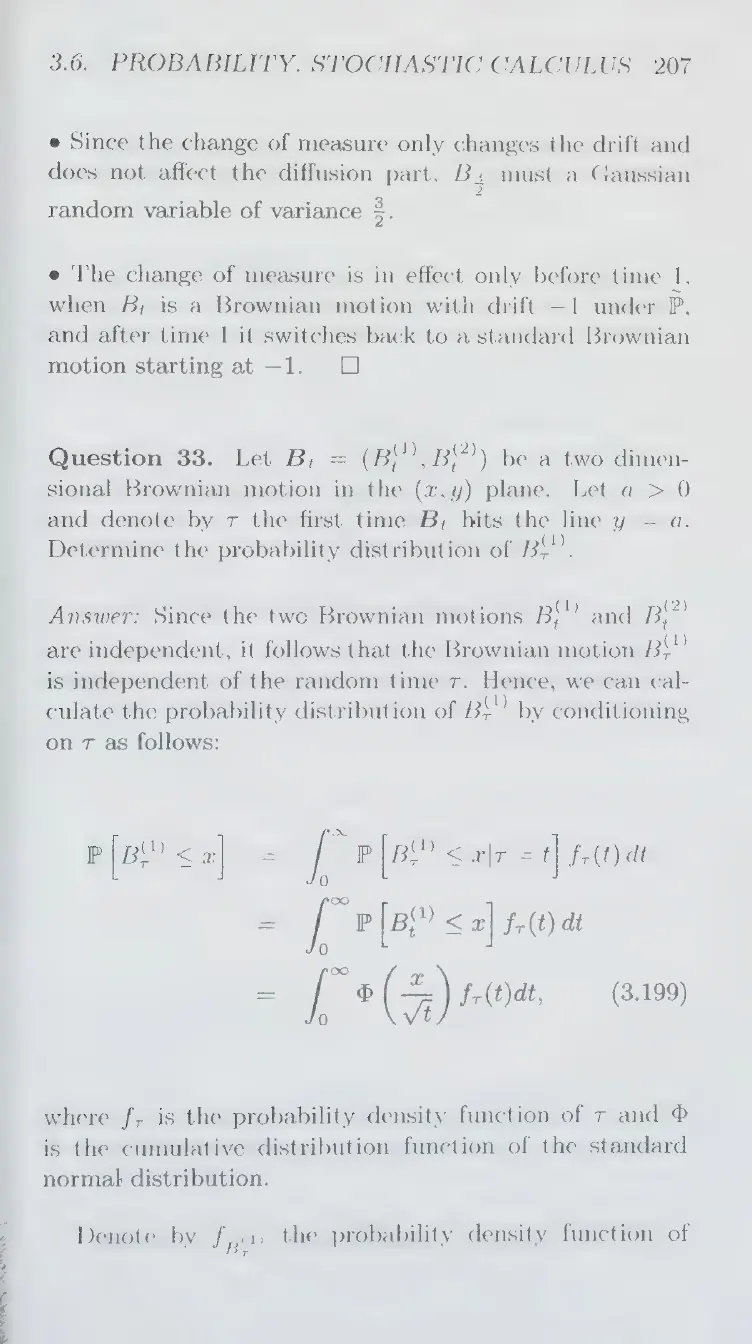 3.6. PROBABILITY. STOCHASTIC CALCULUS 207
• Since the change of measure only changes the drift and
does not affect the diffusion part, B_{\frac{3}{2}} must a Gaussian
random variable of variance \frac{3}{2}.
• The change of measure is in effect only before time 1,
when B_t is a Brownian motion with drift −1 under \tilde{ℙ},
and after time 1 it switches back to a standard Brownian
motion starting at −1. □
Question 33. Let B_t = (B_t^{(1)}, B_t^{(2)}) be a two dimen-
sional Brownian motion in the (x, y) plane. Let a > 0
and denote by τ the first time B_t hits the line y = a.
Determine the probability distribution of B_τ^{(1)}.
Answer: Since the two Brownian motions B_t^{(1)} and B_t^{(2)}
are independent, it follows that the Brownian motion B_τ^{(1)}
is independent of the random time τ. Hence, we can cal-
culate the probability distribution of B_τ^{(1)} by conditioning
on τ as follows:
ℙ[B_τ^{(1)} ≤ x] = ∫_0^∞ ℙ[B_τ^{(1)} ≤ x|τ = t] f_τ(t) dt
= ∫_0^∞ ℙ[B_t^{(1)} ≤ x] f_τ(t) dt
= ∫_0^∞ Φ(\frac{x}{\sqrt{t}}) f_τ(t)dt, (3.199)
where f_τ is the probability density function of τ and Φ
is the cumulative distribution function of the standard
normal distribution.
Denote by f_{B_τ^{(1)}} the probability density function of